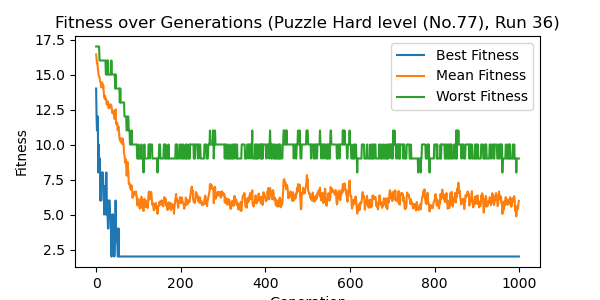 Fitness over Generations (Puzzle Hard level (No.77), Run 36)
17.5
15.0
12.5
10.0
7.5
5.0
2.5
Fitness
Best Fitness
Mean Fitness
Worst Fitness
0 200 400 600 800 1000
Generation